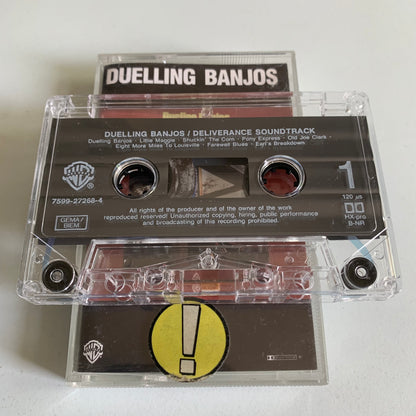 DUELLING BANJOS
DUELLING BANJOS / DELIVERANCE SOUNDTRACK
Duelling Banjos · Little Maggie · Shuckin' The Corn · Pony Express · Old Joe Clark ·
Eight More Miles To Louisville · Farewell Blues · Earl's Breakdown
1
7599-27268-4
120 µs
HX-pro
B-NR
GEMA/
BIEM
All rights of the producer and of the owner of the work
reproduced reserved! Unauthorized copying, hiring, public performance
and broadcasting of this recording prohibited.
!